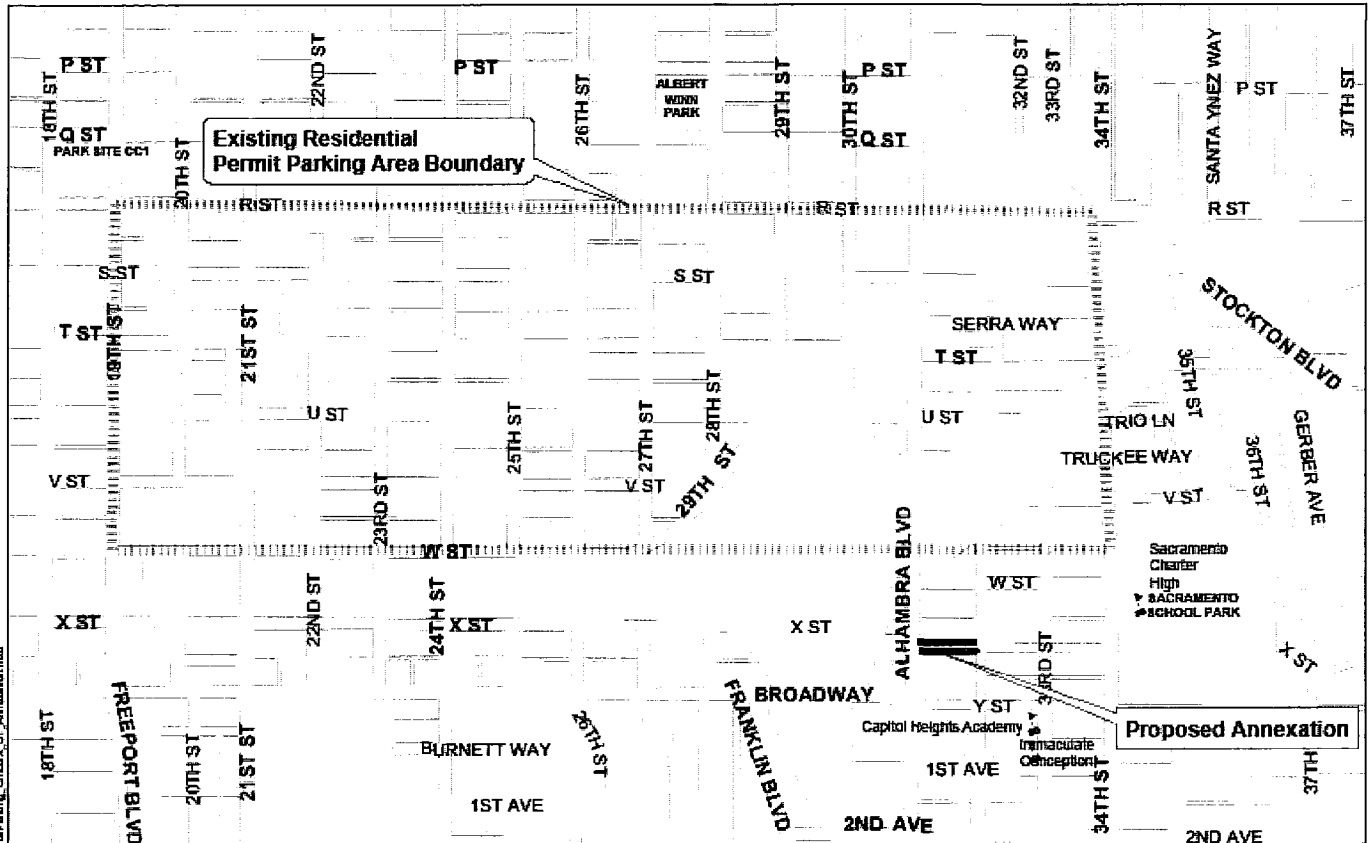 P ST
18TH ST
22ND ST
P ST
26TH ST
ALBERT
WINN
PARK
29TH ST
30TH ST
P ST
32ND ST
33RD ST
34TH ST
SANTA YNEZ WAY
P ST
37TH ST
Q ST
PARK SITE CC1
20TH ST
Existing Residential
Permit Parking Area Boundary
Q ST
R ST
R ST
R ST
S ST
S ST
T ST
19TH ST
21ST ST
SERRA WAY
T ST
STOCKTON BLVD
35TH ST
U ST
25TH ST
27TH ST
28TH ST
U ST
TRIO LN
GERBER AVE
V ST
23RD ST
V ST
29TH ST
TRUCKEE WAY
36TH ST
V ST
W ST
ALHAMBRA BLVD
W ST
Sacramento
Charter
High
SACRAMENTO
SCHOOL PARK
X ST
22ND ST
24TH ST
X ST
X ST
33RD ST
X ST
FREEPORT BLVD
FRANKLIN BLVD
BROADWAY
Y ST
Capitol Heights Academy
Proposed Annexation
18TH ST
20TH ST
21ST ST
BURNETT WAY
26TH ST
Immaculate
Conception
1ST AVE
34TH ST
37TH
1ST AVE
2ND AVE
2ND AVE